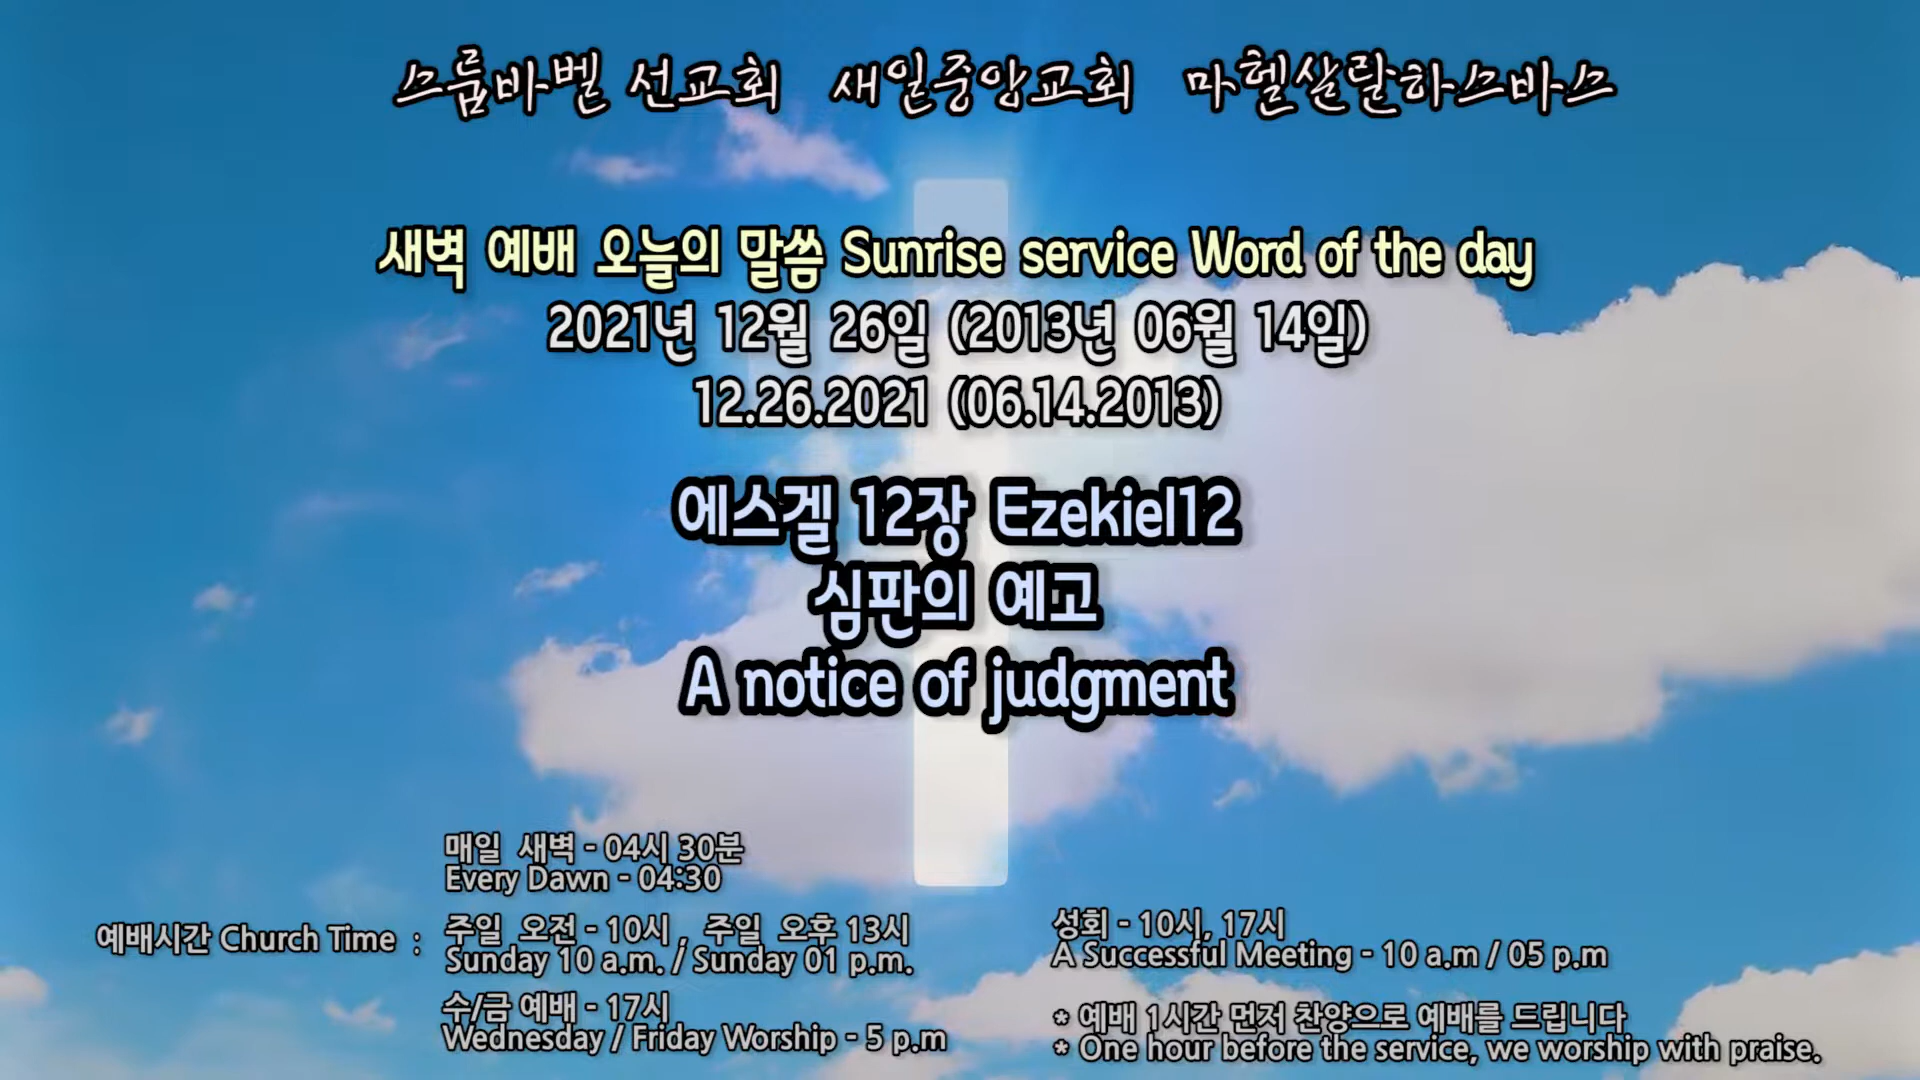 스룹바벨 선교회 새일중앙교회 마헬살랄하스바스
새벽 예배 오늘의 말씀 Sunrise service Word of the day
2021년 12월 26일 (2013년 06월 14일)
12.26.2021 (06.14.2013)
에스겔 12장 Ezekiel12
심판의 예고
A notice of judgment
매일 새벽 - 04시 30분
Every Dawn - 04:30
예배시간 Church Time :
주일 오전 - 10시 , 주일 오후 13시
Sunday 10 a.m. / Sunday 01 p.m.
수/금 예배 - 17시
Wednesday / Friday Worship - 5 p.m
성회 - 10시, 17시
A Successful Meeting - 10 a.m / 05 p.m
* 예배 1시간 먼저 찬양으로 예배를 드립니다
* One hour before the service, we worship with praise.